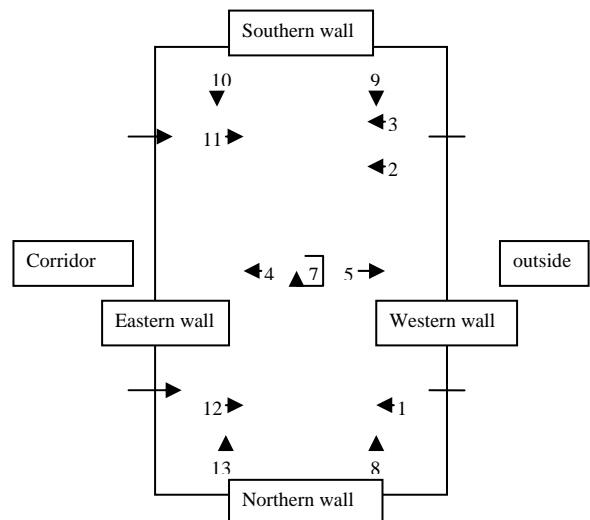 Southern wall
10
9
3
11
2
Corridor
4
7
5
outside
Eastern wall
Western wall
12
1
13
8
Northern wall